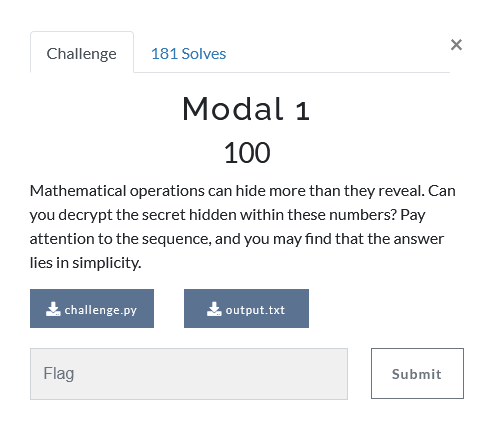 Challenge
181 Solves
×
Modal 1
100
Mathematical operations can hide more than they reveal. Can
you decrypt the secret hidden within these numbers? Pay
attention to the sequence, and you may find that the answer
lies in simplicity.
challenge.py
output.txt
Flag
Submit